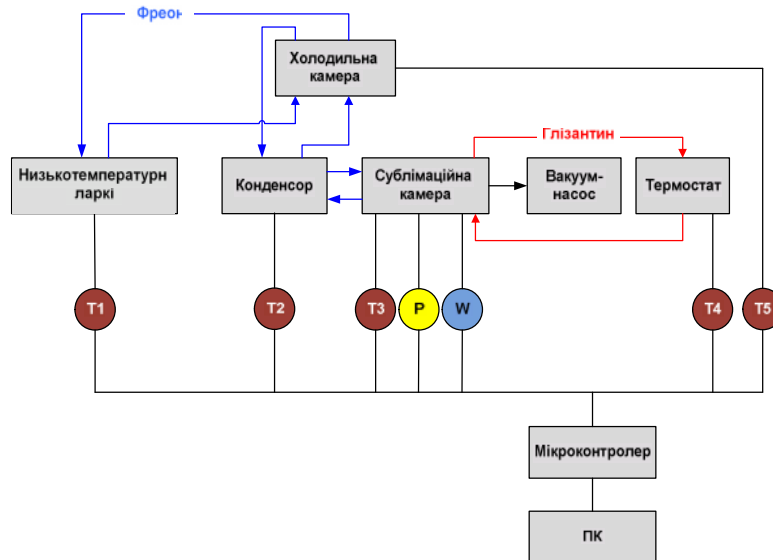 Фреон
Холодильна
камера
Глізантин
Низькотемпературн
ларкі
Конденсор
Сублімаційна
камера
Вакуум-
насос
Термостат
T1
T2
T3
P
W
T4
T5
Мікроконтролер
ПК